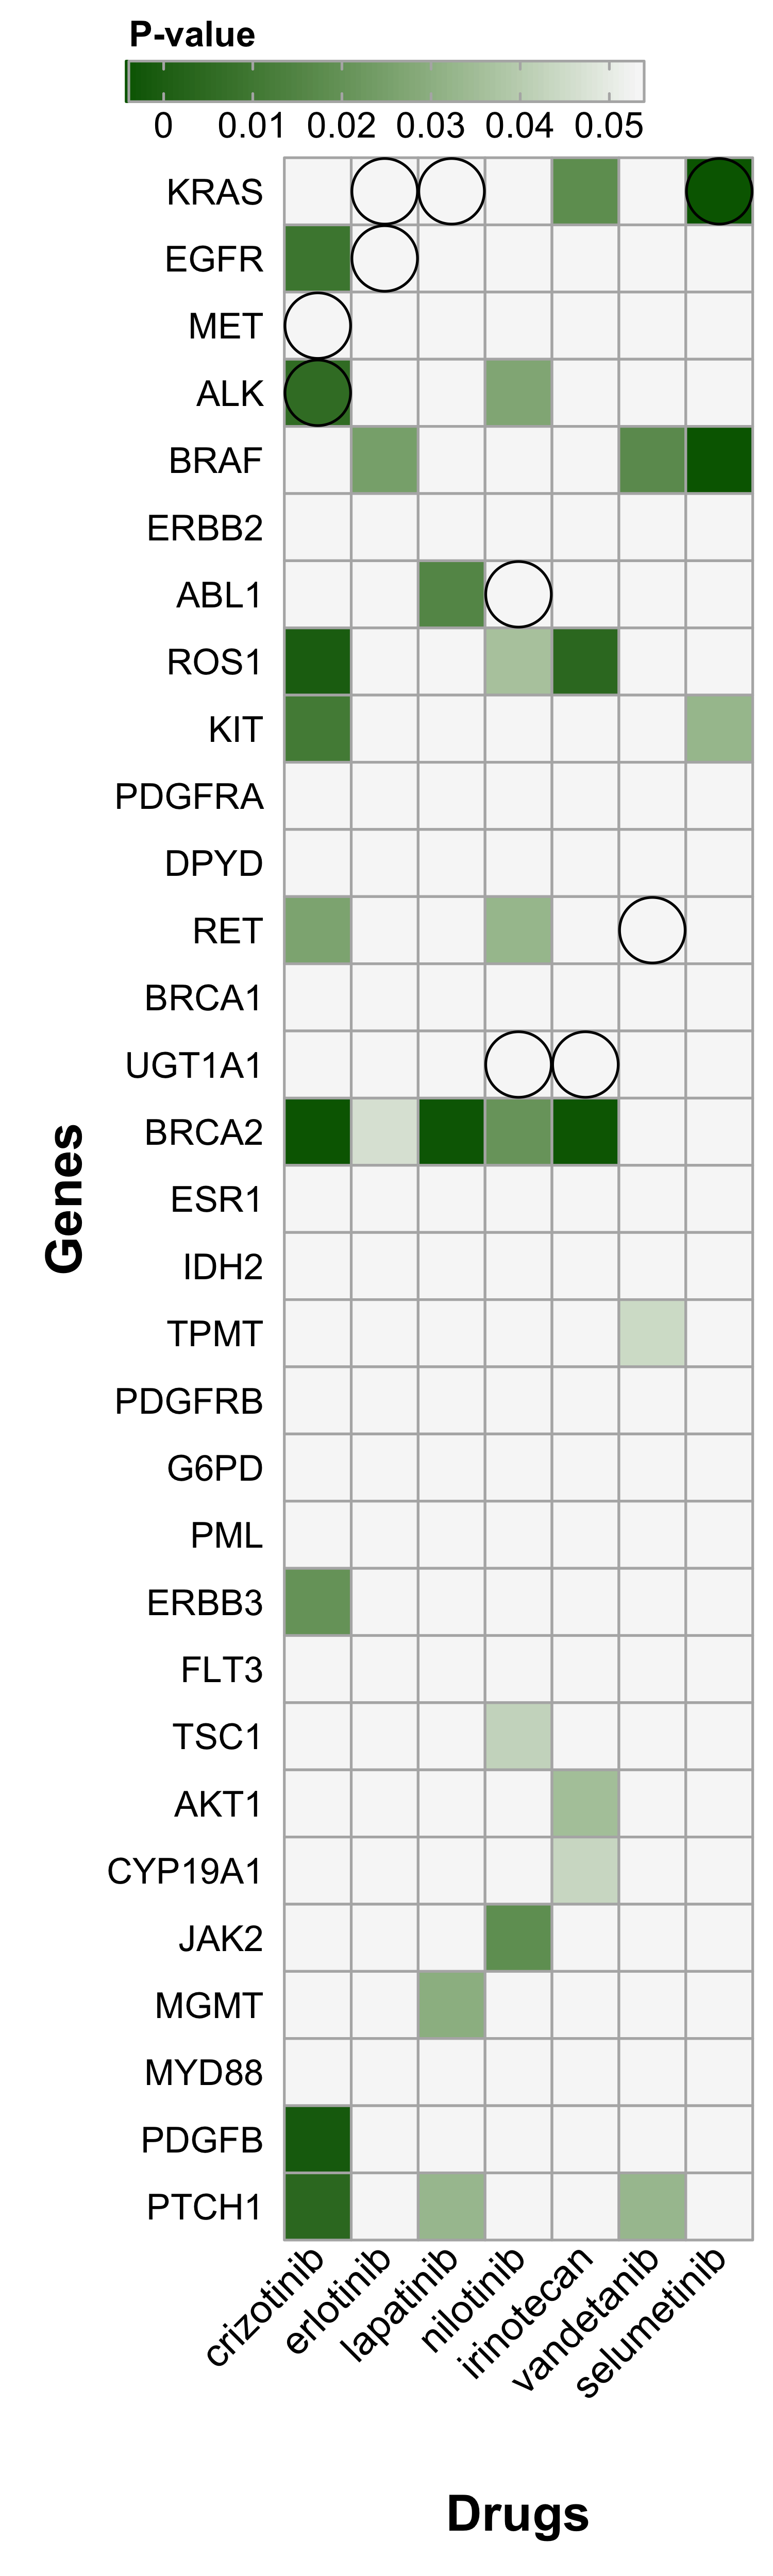 P-value
0 0.01 0.02 0.03 0.04 0.05
KRAS
EGFR
MET
ALK
BRAF
ERBB2
ABL1
ROS1
KIT
PDGFRA
DPYD
RET
BRCA1
UGT1A1
BRCA2
ESR1
IDH2
TPMT
PDGFRB
G6PD
PML
ERBB3
FLT3
TSC1
AKT1
CYP19A1
JAK2
MGMT
MYD88
PDGFB
PTCH1
Genes
crizotinib
erlotinib
lapatinib
nilotinib
irinotecan
vandetanib
selumetinib
Drugs